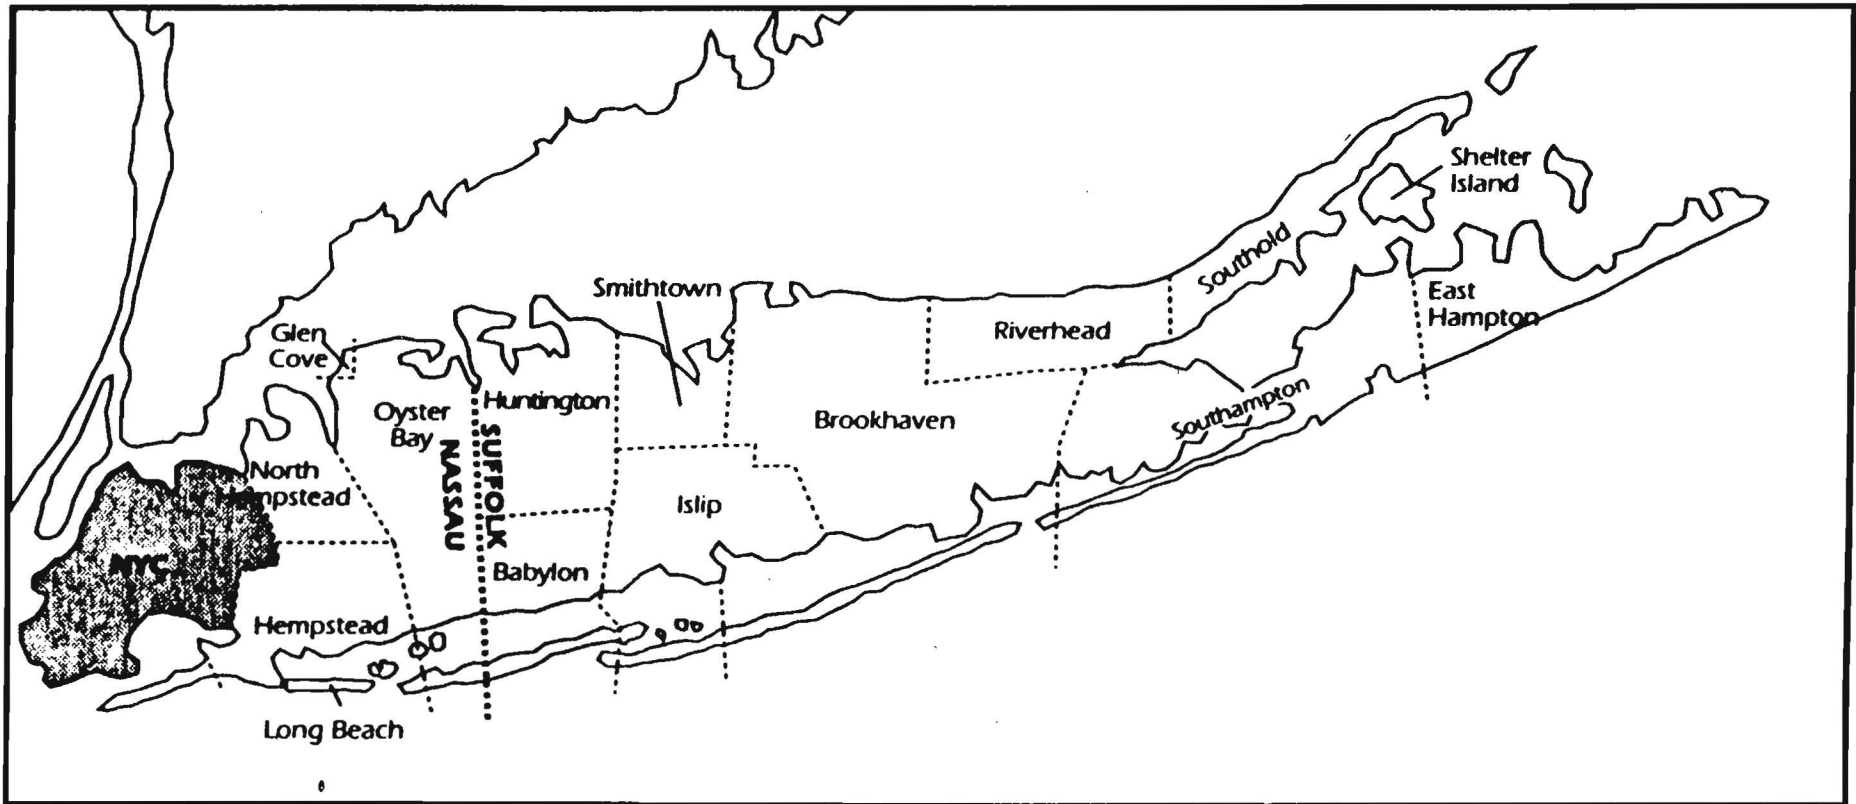 Shelter
Island
Southold
Smithtown
East
Hampton
Glen
Cove
Riverhead
Oyster
Bay
Huntington
Brookhaven
Southampton
NASSAU
SUFFOLK
North
Hempstead
Islip
NYC
Babylon
Hempstead
Long Beach